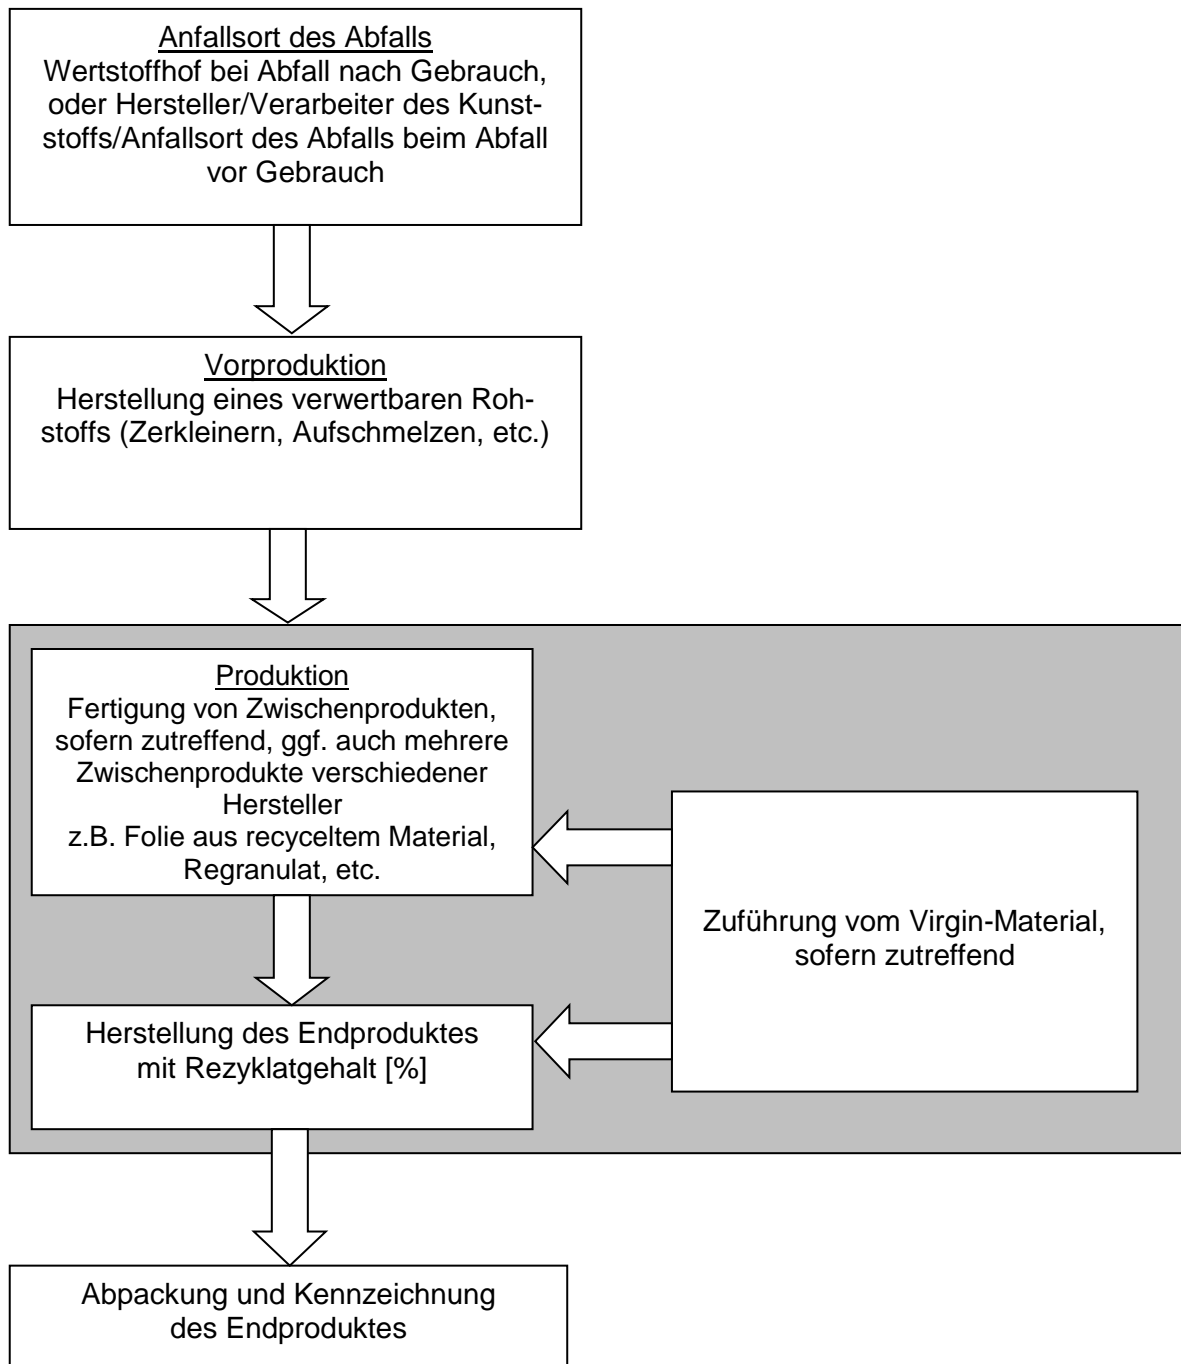 Anfallsort des Abfalls
Wertstoffhof bei Abfall nach Gebrauch,
oder Hersteller/Verarbeiter des Kunst-
stoffs/Anfallsort des Abfalls beim Abfall
vor Gebrauch
Vorproduktion
Herstellung eines verwertbaren Roh-
stoffs (Zerkleinern, Aufschmelzen, etc.)
Produktion
Fertigung von Zwischenprodukten,
sofern zutreffend, ggf. auch mehrere
Zwischenprodukte verschiedener
Hersteller
z.B. Folie aus recyceltem Material,
Regranulat, etc.
Zuführung vom Virgin-Material,
sofern zutreffend
Herstellung des Endproduktes
mit Rezyklatgehalt [%]
Abpackung und Kennzeichnung
des Endproduktes